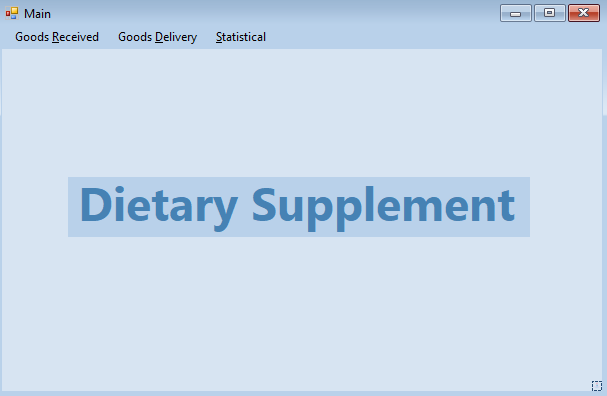 Main
Goods Received Goods Delivery Statistical
Dietary Supplement